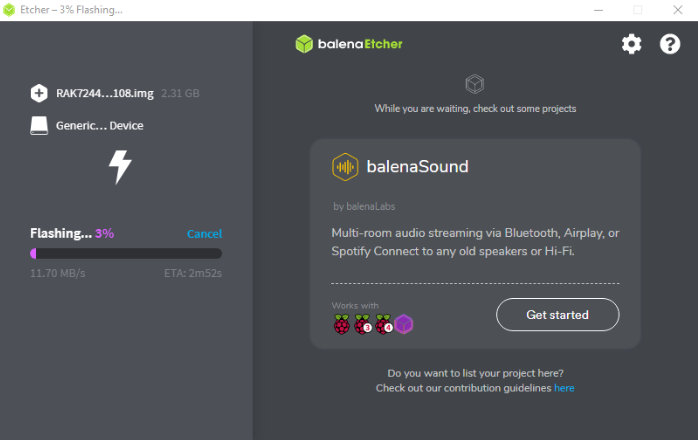 Etcher – 3% Flashing...
balenaEtcher
RAK7244...108.img 2.31 GB
Generic... Device
Flashing... 3% Cancel
11.70 MB/s ETA: 2m52s
While you are waiting, check out some projects
balenaSound
by balenaLabs
Multi-room audio streaming via Bluetooth, Airplay, or
Spotify Connect to any old speakers or Hi-Fi.
Works with
3 4
Get started
Do you want to list your project here?
Check out our contribution guidelines here